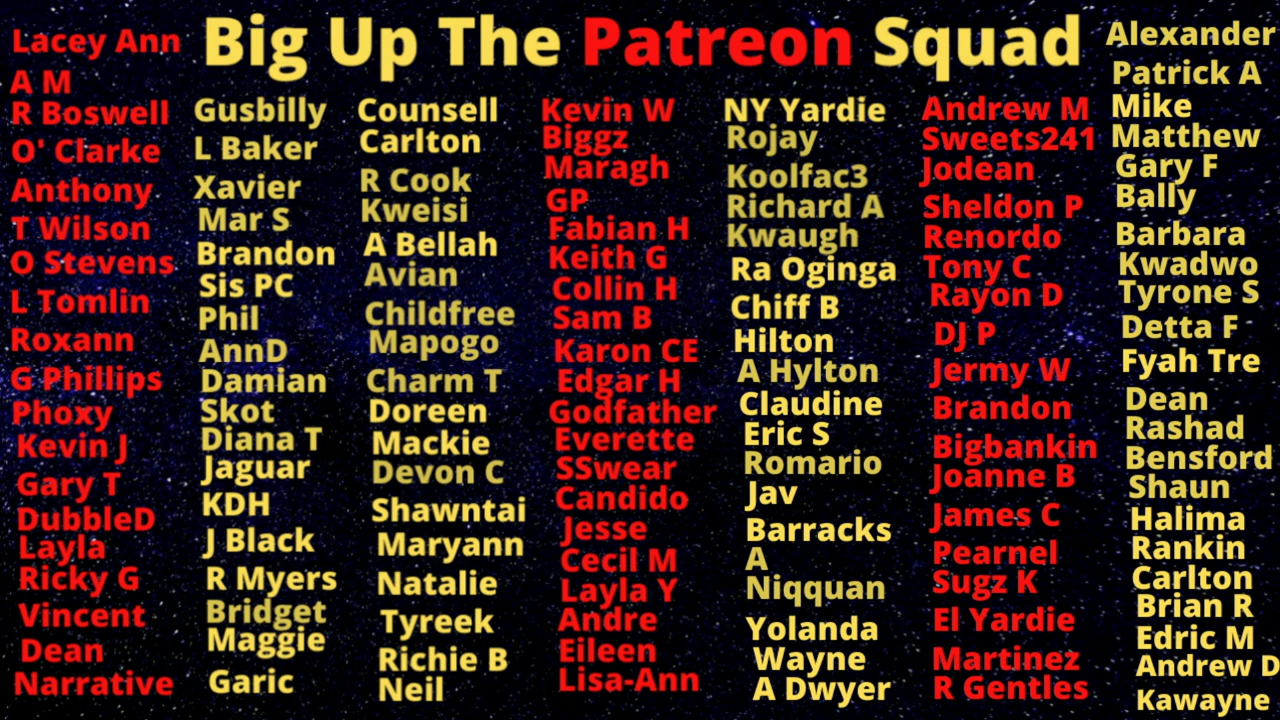 Big Up The Patreon Squad
Lacey Ann
A M
R Boswell
O' Clarke
Anthony
T Wilson
O Stevens
L Tomlin
Roxann
G Phillips
Phoxy
Kevin J
Gary T
DubbleD
Layla
Ricky G
Vincent
Dean
Narrative
Gusbilly
L Baker
Xavier
Mar S
Brandon
Sis PC
Phil
AnnD
Damian
Skot
Diana T
Jaguar
KDH
J Black
R Myers
Bridget
Maggie
Garic
Counsell
Carlton
R Cook
Kweisi
A Bellah
Avian
Childfree
Mapogo
Charm T
Doreen
Mackie
Devon C
Shawntai
Maryann
Natalie
Tyreek
Richie B
Neil
Kevin W
Biggz
Maragh
GP
Fabian H
Keith G
Collin H
Sam B
Karon CE
Edgar H
Godfather
Everette
SSwear
Candido
Jesse
Cecil M
Layla Y
Andre
Eileen
Lisa-Ann
NY Yardie
Rojay
Koolfac3
Richard A
Kwaugh
Ra Oginga
Chiff B
Hilton
A Hylton
Claudine
Eric S
Romario
Jav
Barracks
A
Niqquan
Yolanda
Wayne
A Dwyer
Andrew M
Sweets241
Jodean
Sheldon P
Renordo
Tony C
Rayon D
DJ P
Jermy W
Brandon
Bigbankin
Joanne B
James C
Pearnel
Sugz K
El Yardie
Martinez
R Gentles
Alexander
Patrick A
Mike
Matthew
Gary F
Bally
Barbara
Kwadwo
Tyrone S
Detta F
Fyah Tre
Dean
Rashad
Bensford
Shaun
Halima
Rankin
Carlton
Brian R
Edric M
Andrew D
Kawayne